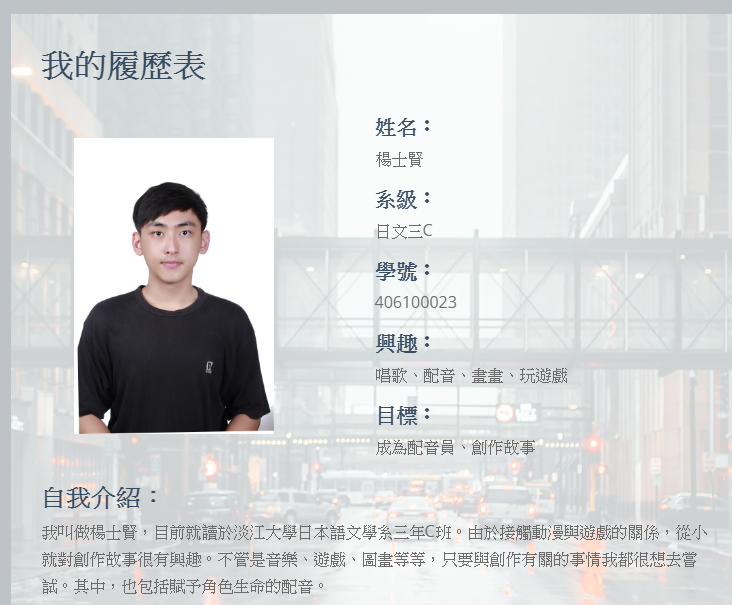 我的履歷表
姓名：
楊士賢
系級：
日文三C
學號：
406100023
興趣：
唱歌、配音、畫畫、玩遊戲
目標：
成為配音員、創作故事
自我介紹：
我叫做楊士賢，目前就讀於淡江大學日本語文學系三年C班。由於接觸動漫與遊戲的關係，從小
就對創作故事很有興趣。不管是音樂、遊戲、圖畫等等，只要與創作有關的事情我都很想去嘗
試。其中，也包括賦予角色生命的配音。